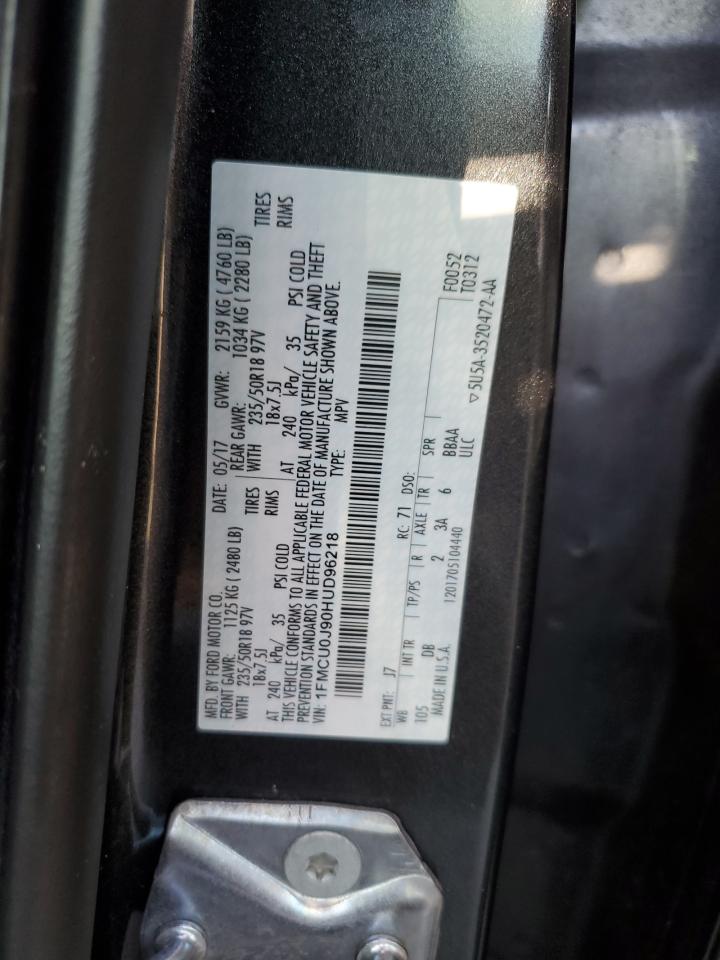 MFD. BY FORD MOTOR CO. DATE: 05/17 GVWR: 2159 KG ( 4760 LB)
FRONT GAWR: 1125 KG ( 2480 LB) REAR GAWR: 1034 KG ( 2280 LB)
WITH 235/50R18 97V TIRES WITH 235/50R18 97V TIRES
18x7.5J RIMS 18x7.5J RIMS
AT 240 kPa/ 35 PSI COLD AT 240 kPa/ 35 PSI COLD
THIS VEHICLE CONFORMS TO ALL APPLICABLE FEDERAL MOTOR VEHICLE SAFETY AND THEFT
PREVENTION STANDARDS IN EFFECT ON THE DATE OF MANUFACTURE SHOWN ABOVE.
VIN: 1FMCU0J90HUD96218 TYPE: MPV
EXT PNT: J7 RC: 71 DSO: F0052
WB INT TR TP/PS R AXLE TR SPR T0312
105 DB 2 3A 6 BBAA
MADE IN U.S.A. 1201705104440 ULC
▽ 5U5A-3520472-AA